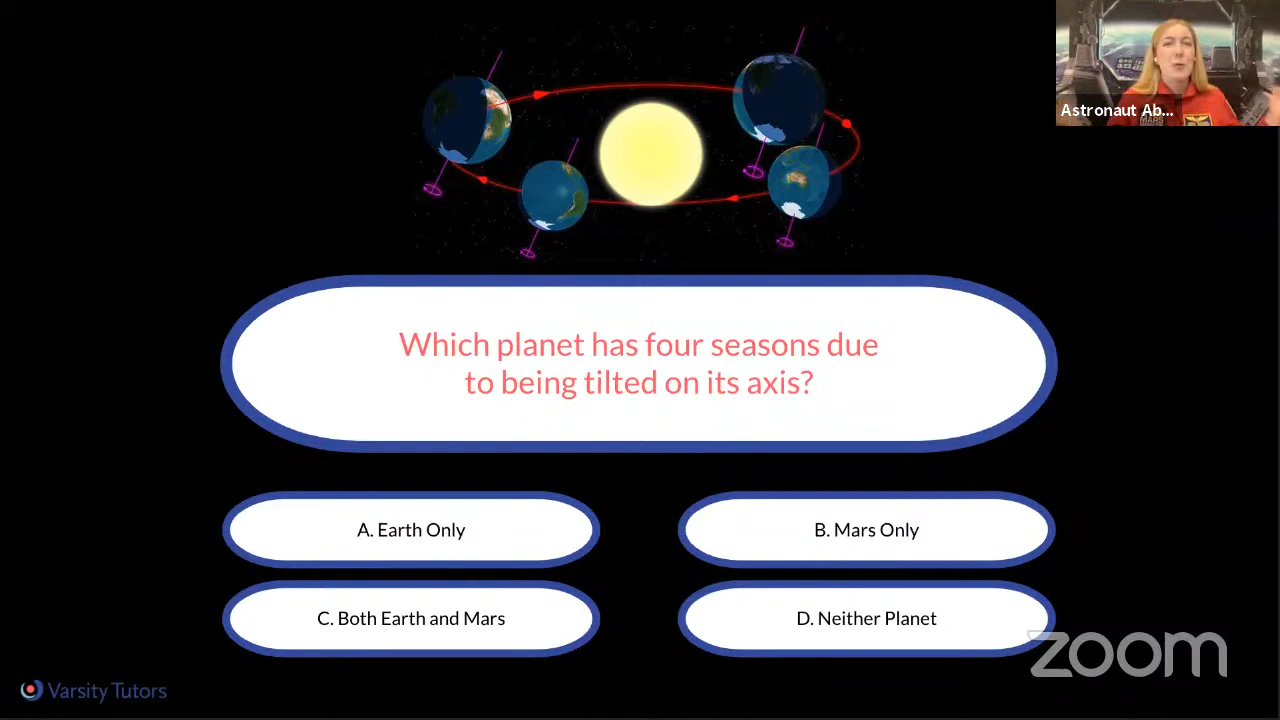 Astronaut Ab...
MARS
Which planet has four seasons due
to being tilted on its axis?
A. Earth Only
B. Mars Only
C. Both Earth and Mars
D. Neither Planet
zoom
Varsity Tutors